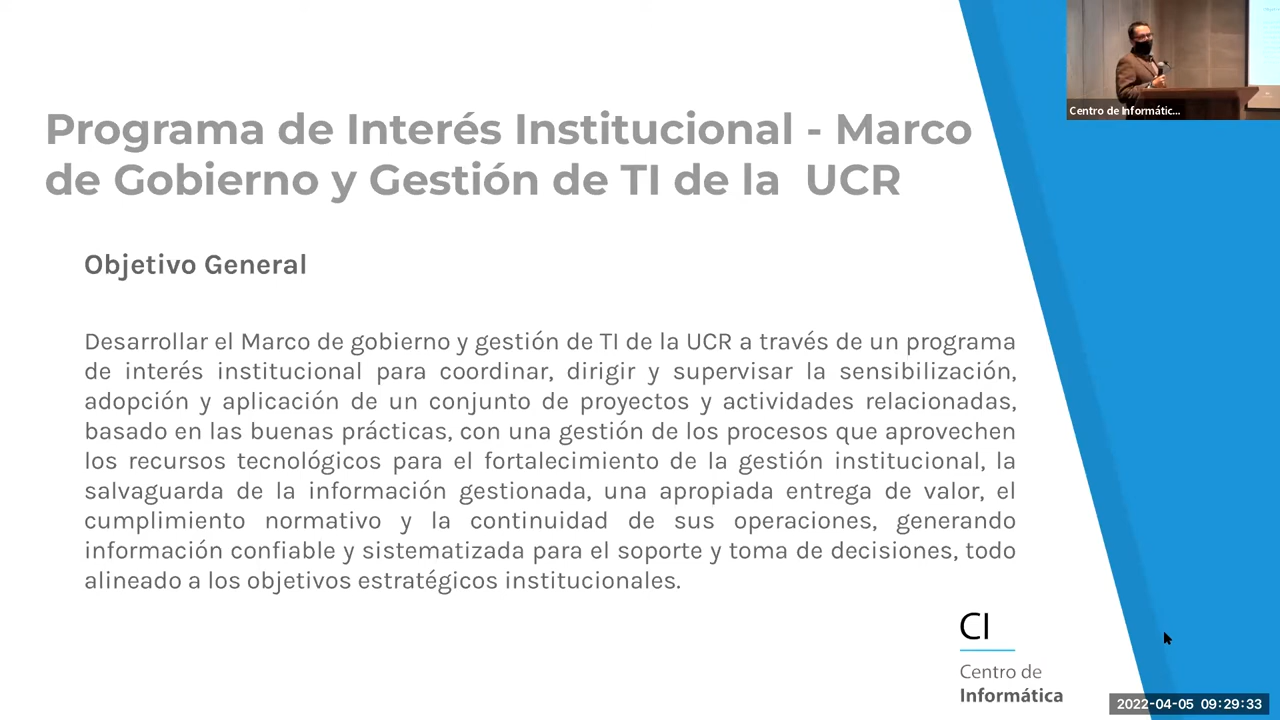 Programa de Interés Institucional - Marco
de Gobierno y Gestión de TI de la UCR
Centro de Informátic...
Objetivo General
Desarrollar el Marco de gobierno y gestión de TI de la UCR a través de un programa
de interés institucional para coordinar, dirigir y supervisar la sensibilización,
adopción y aplicación de un conjunto de proyectos y actividades relacionadas,
basado en las buenas prácticas, con una gestión de los procesos que aprovechen
los recursos tecnológicos para el fortalecimiento de la gestión institucional, la
salvaguarda de la información gestionada, una apropiada entrega de valor, el
cumplimiento normativo y la continuidad de sus operaciones, generando
información confiable y sistematizada para el soporte y toma de decisiones, todo
alineado a los objetivos estratégicos institucionales.
CI
Centro de
Informática
2022-04-05 09:29:33